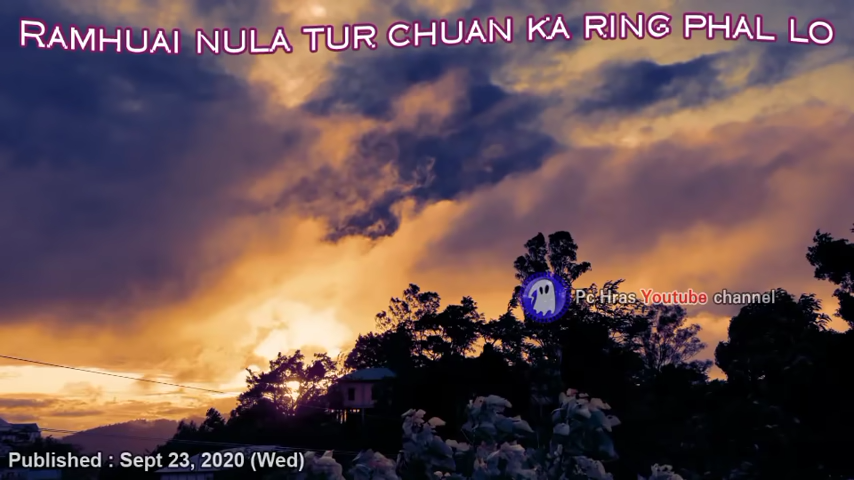 Ramhuai nula tur chuan ka ring phal lo
Pc Hras Youtube channel
Published : Sept 23, 2020 (Wed)